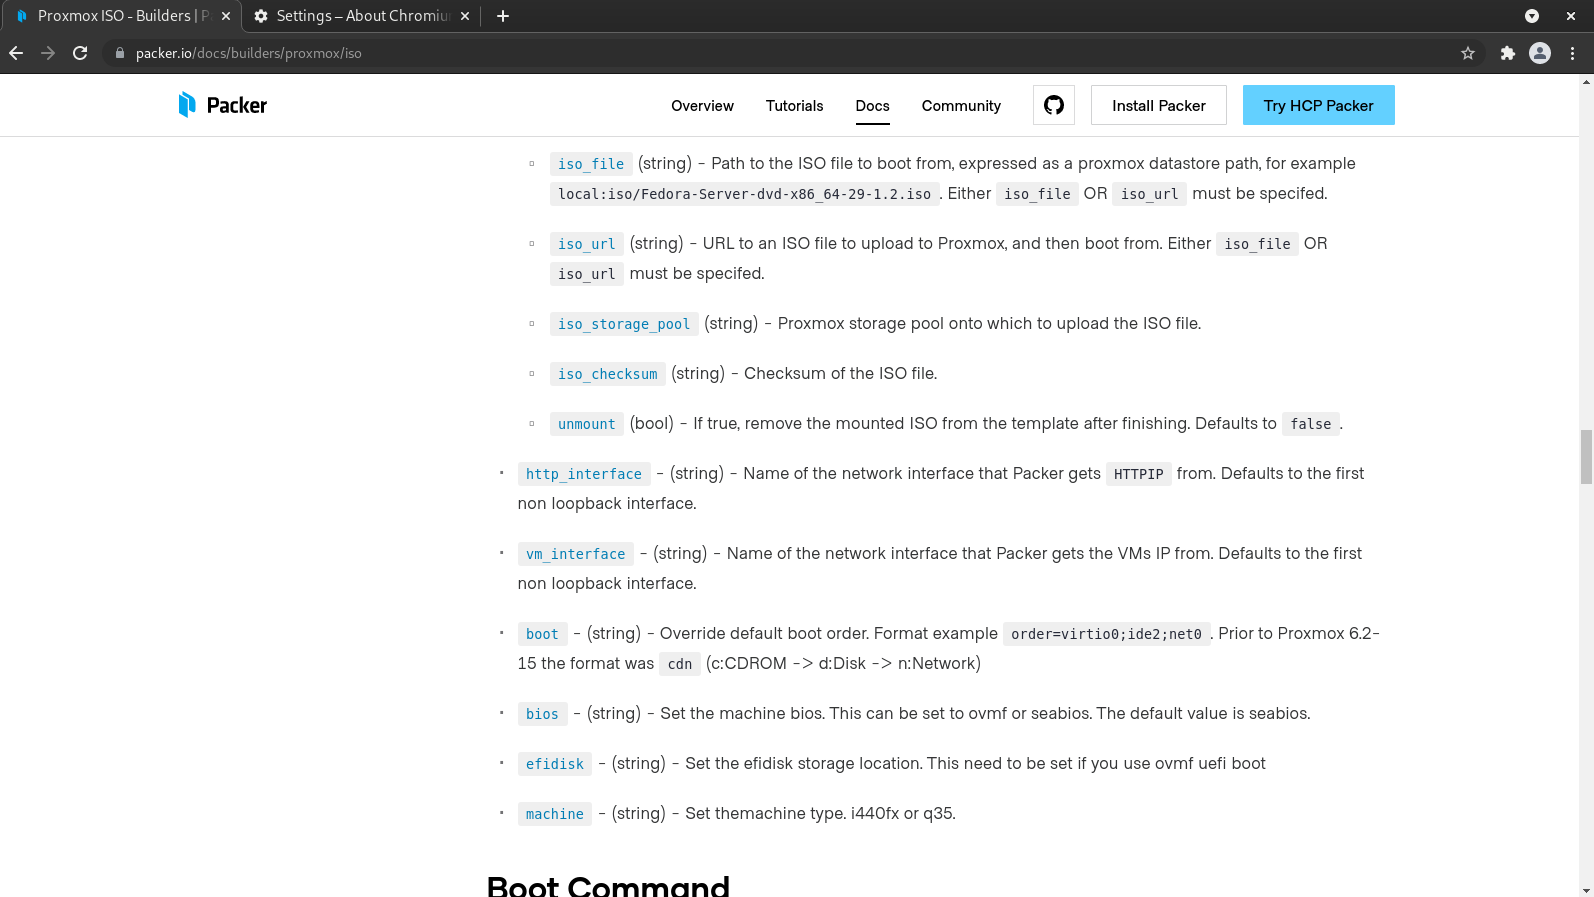 Proxmox ISO - Builders | P
Settings – About Chromiu
packer.io/docs/builders/proxmox/iso
Packer
Overview
Tutorials
Docs
Community
Install Packer
Try HCP Packer
iso_file (string) - Path to the ISO file to boot from, expressed as a proxmox datastore path, for example
local:iso/Fedora-Server-dvd-x86_64-29-1.2.iso . Either iso_file OR iso_url must be specifed.
iso_url (string) - URL to an ISO file to upload to Proxmox, and then boot from. Either iso_file OR
iso_url must be specifed.
iso_storage_pool (string) - Proxmox storage pool onto which to upload the ISO file.
iso_checksum (string) - Checksum of the ISO file.
unmount (bool) - If true, remove the mounted ISO from the template after finishing. Defaults to false .
http_interface - (string) - Name of the network interface that Packer gets HTTPIP from. Defaults to the first
non loopback interface.
vm_interface - (string) - Name of the network interface that Packer gets the VMs IP from. Defaults to the first
non loopback interface.
boot - (string) - Override default boot order. Format example order=virtio0;ide2;net0 . Prior to Proxmox 6.2-
15 the format was cdn (c:CDROM -> d:Disk -> n:Network)
bios - (string) - Set the machine bios. This can be set to ovmf or seabios. The default value is seabios.
efidisk - (string) - Set the efidisk storage location. This need to be set if you use ovmf uefi boot
machine - (string) - Set themachine type. i440fx or q35.
Boot Command